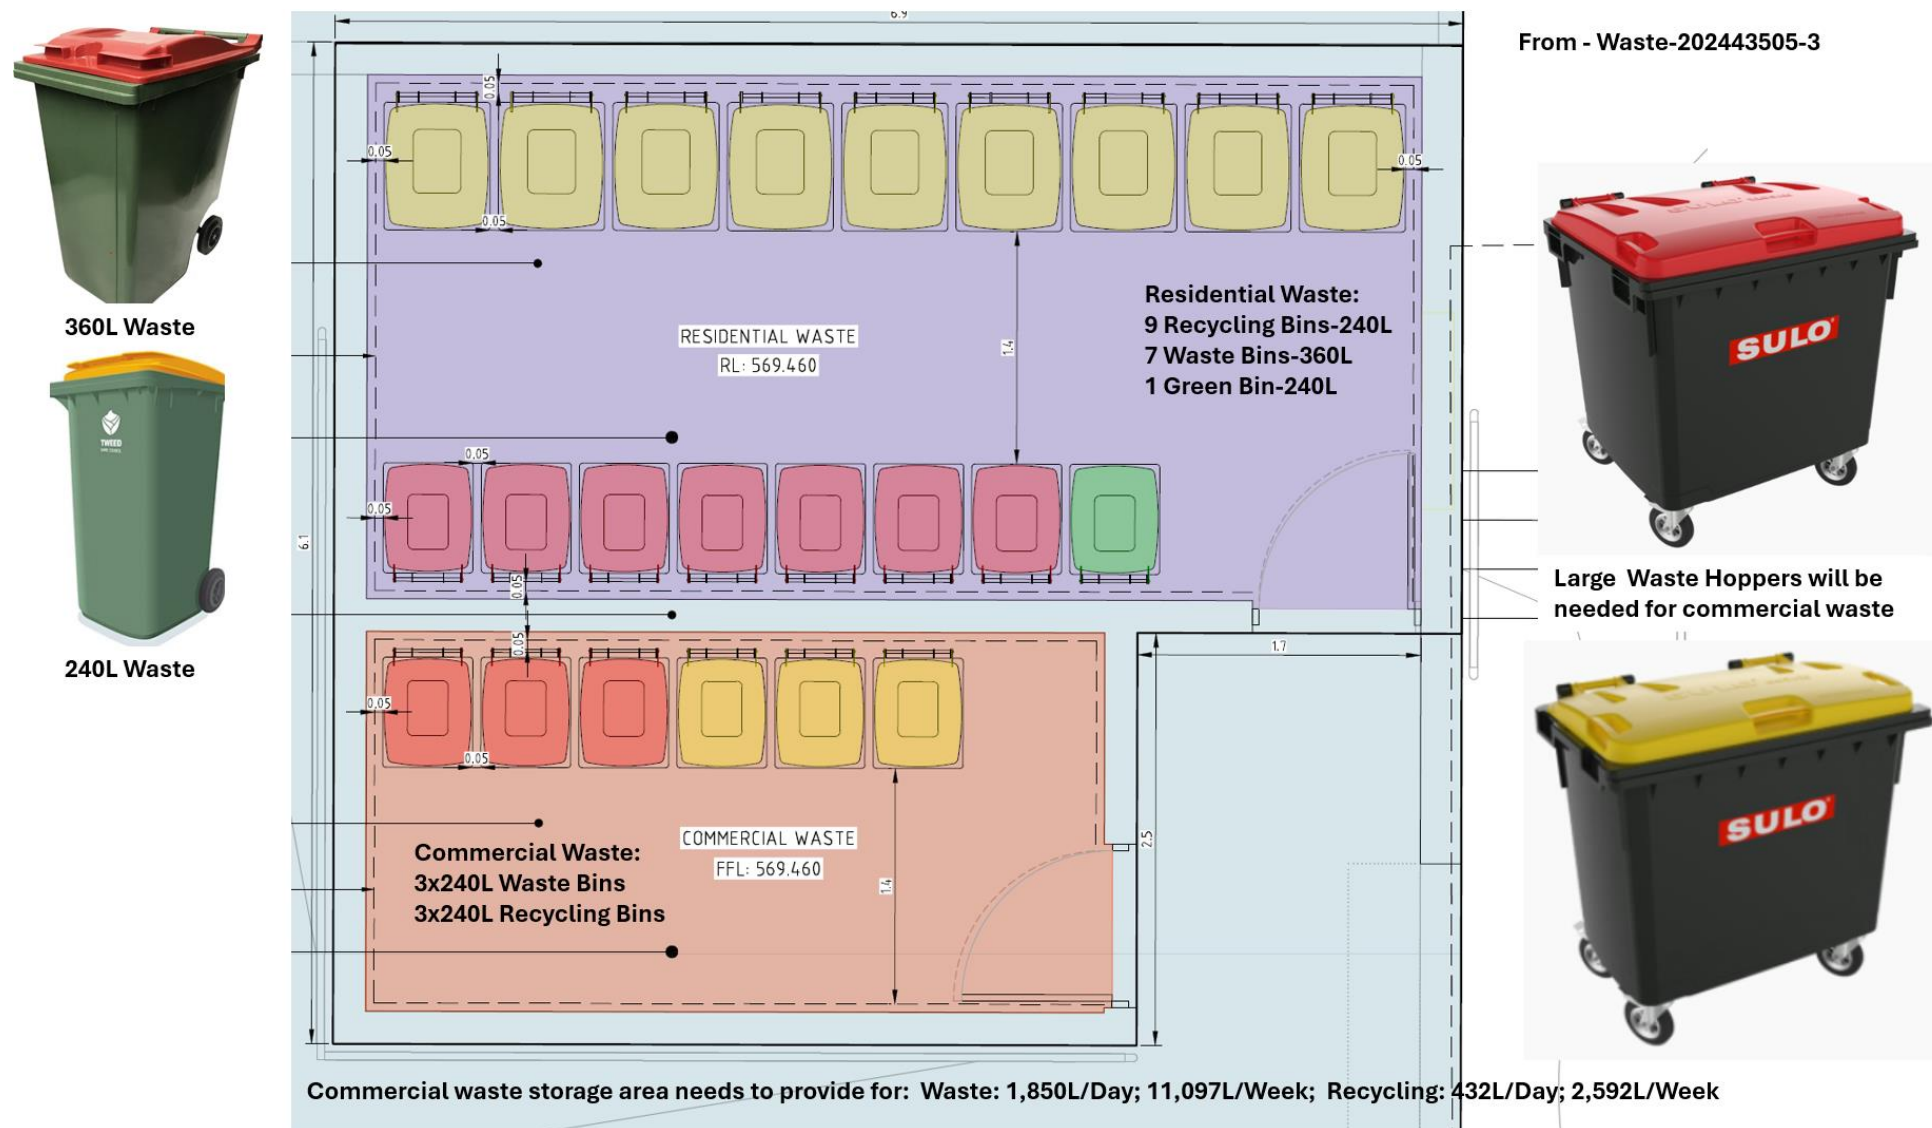 6.9
From - Waste-202443505-3
0.05
0.05
0.05
0.05
360L Waste
RESIDENTIAL WASTE
RL: 569.460
1.4
Residential Waste:
9 Recycling Bins-240L
7 Waste Bins-360L
1 Green Bin-240L
SULO
TWEED
0.05
0.05
6.1
0.05
Large  Waste Hoppers will be
needed for commercial waste
240L Waste
0.05
1.7
0.05
0.05
COMMERCIAL WASTE
FFL: 569.460
2.5
1.4
Commercial Waste:
3x240L Waste Bins
3x240L Recycling Bins
SULO
Commercial waste storage area needs to provide for:  Waste: 1,850L/Day; 11,097L/Week;  Recycling: 432L/Day; 2,592L/Week